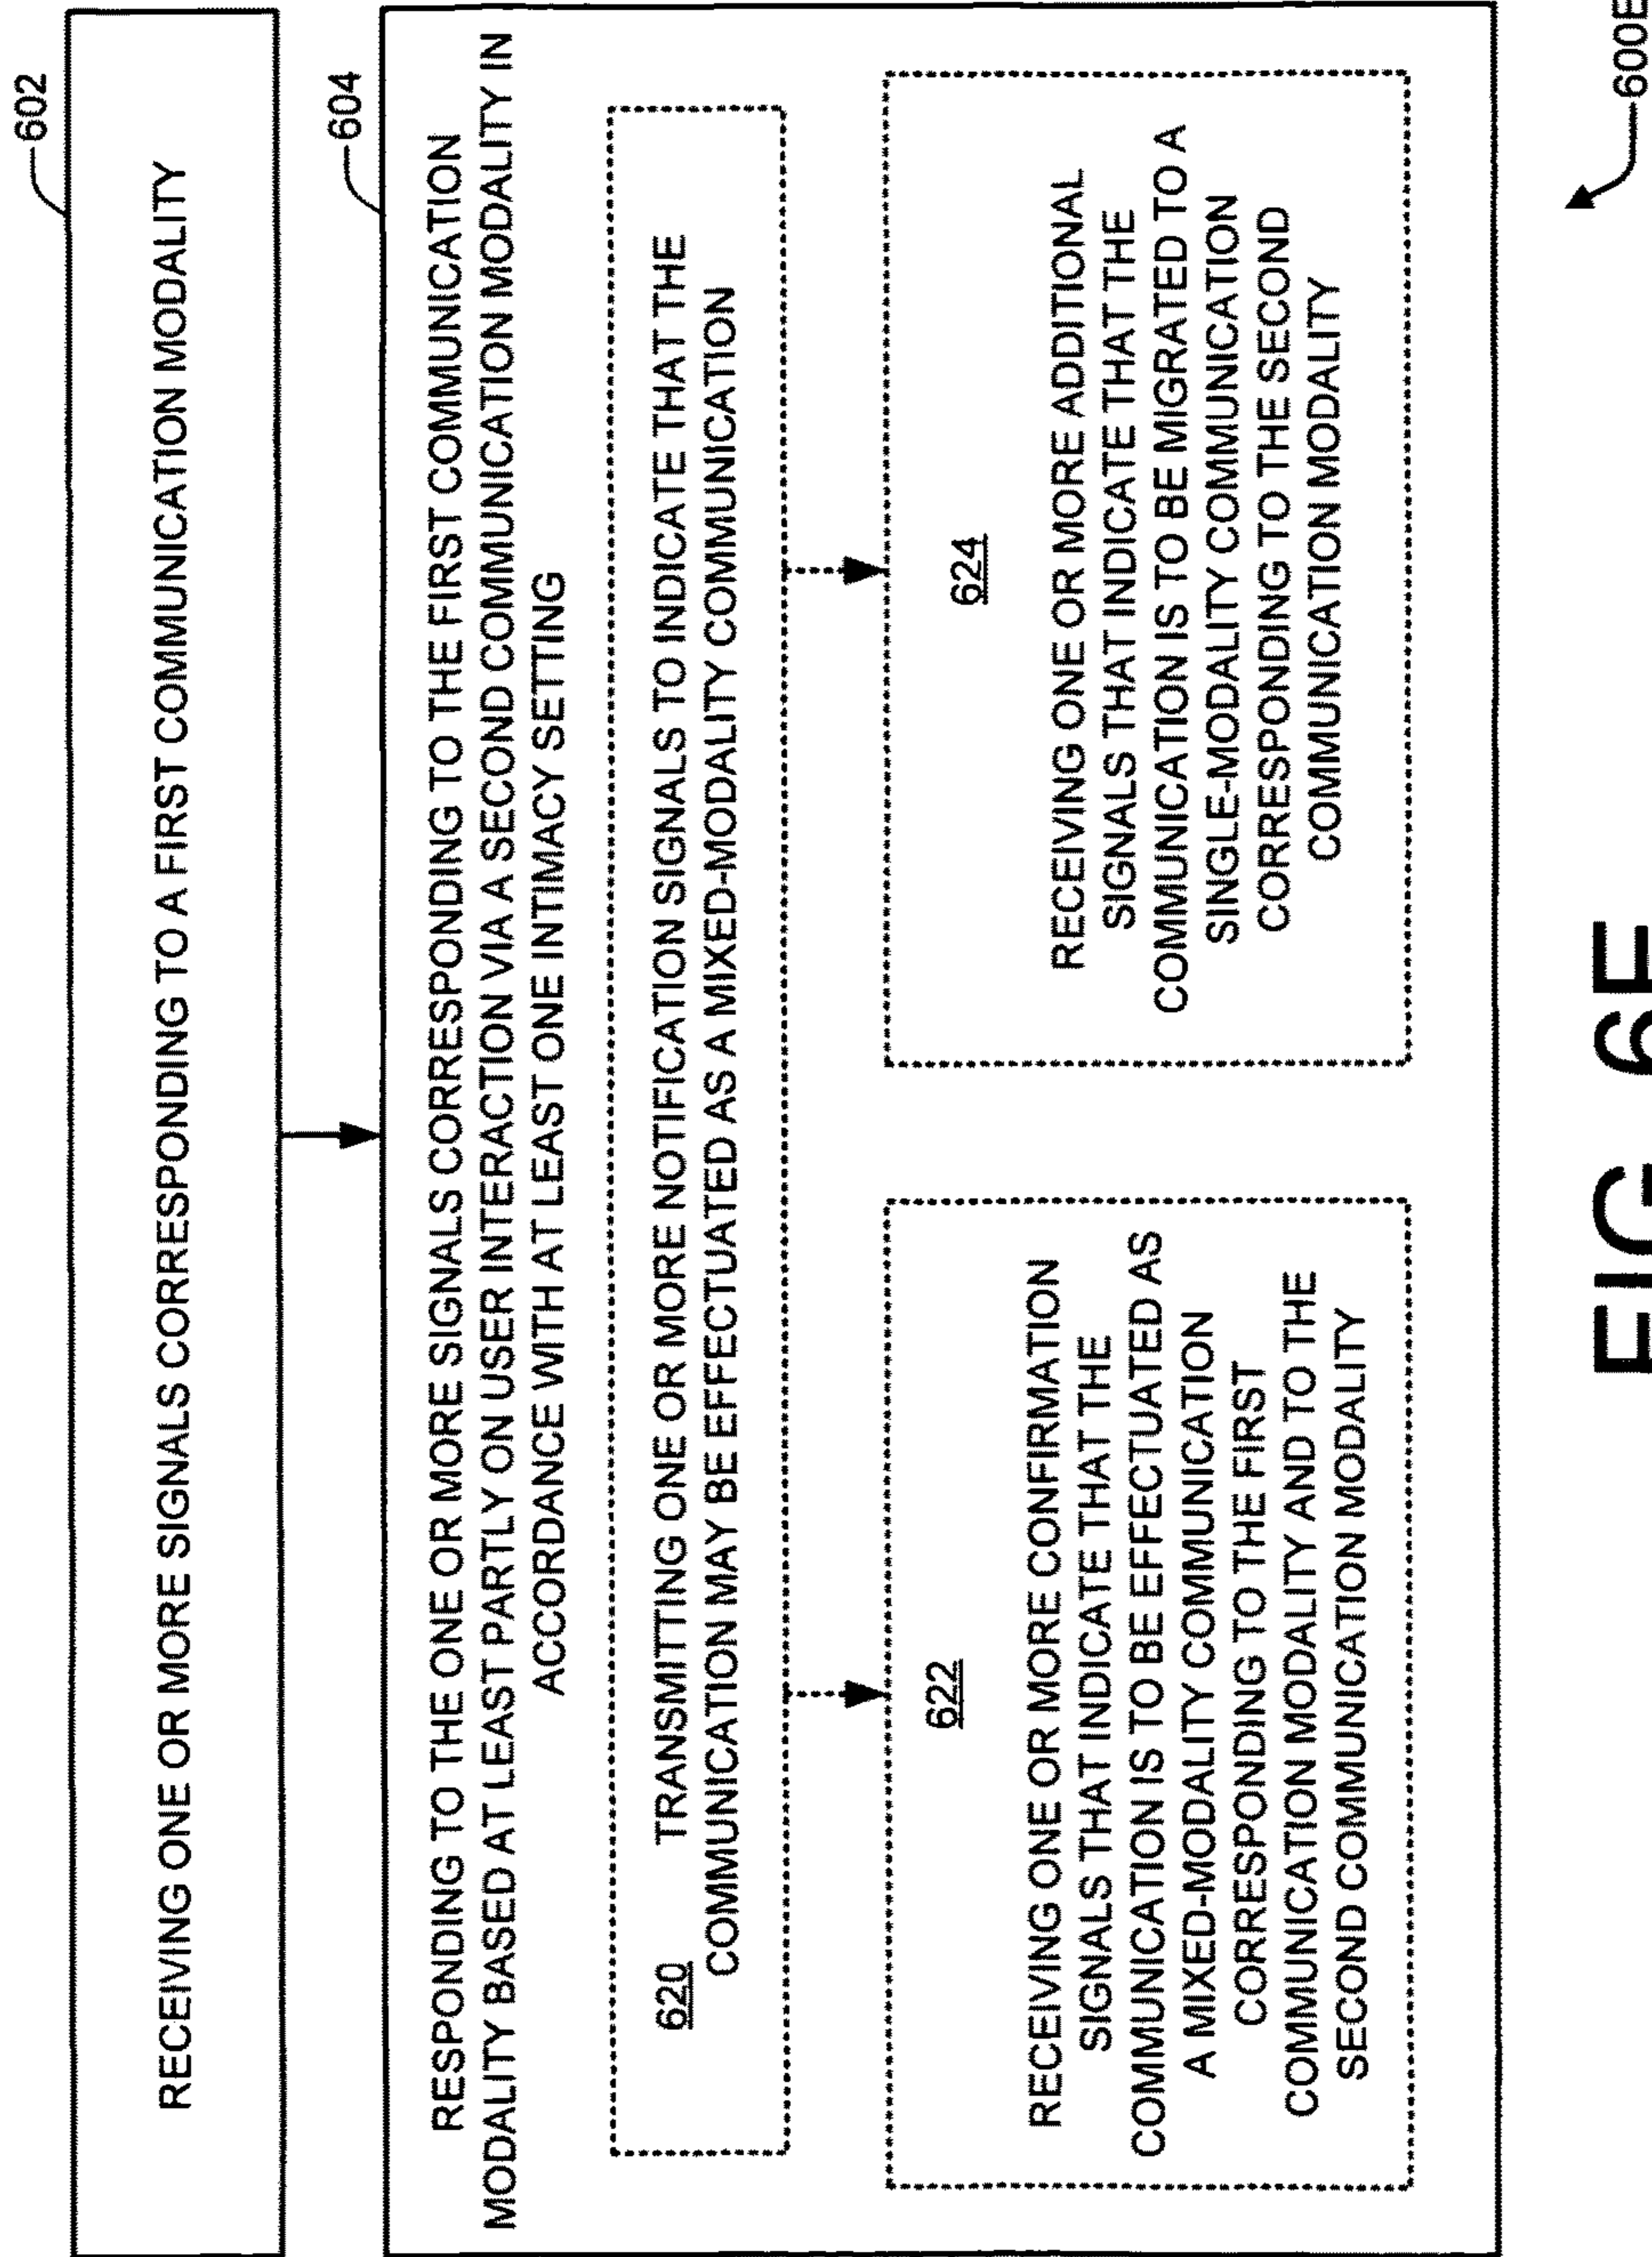 602
RECEIVING ONE OR MORE SIGNALS CORRESPONDING TO A FIRST COMMUNICATION MODALITY
604
RESPONDING TO THE ONE OR MORE SIGNALS CORRESPONDING TO THE FIRST COMMUNICATION
MODALITY BASED AT LEAST PARTLY ON USER INTERACTION VIA A SECOND COMMUNICATION MODALITY IN
ACCORDANCE WITH AT LEAST ONE INTIMACY SETTING
620 TRANSMITTING ONE OR MORE NOTIFICATION SIGNALS TO INDICATE THAT THE
COMMUNICATION MAY BE EFFECTUATED AS A MIXED-MODALITY COMMUNICATION
622
RECEIVING ONE OR MORE CONFIRMATION
SIGNALS THAT INDICATE THAT THE
COMMUNICATION IS TO BE EFFECTUATED AS
A MIXED-MODALITY COMMUNICATION
CORRESPONDING TO THE FIRST
COMMUNICATION MODALITY AND TO THE
SECOND COMMUNICATION MODALITY
624
RECEIVING ONE OR MORE ADDITIONAL
SIGNALS THAT INDICATE THAT THE
COMMUNICATION IS TO BE MIGRATED TO A
SINGLE-MODALITY COMMUNICATION
CORRESPONDING TO THE SECOND
COMMUNICATION MODALITY
600E
FIG 6E